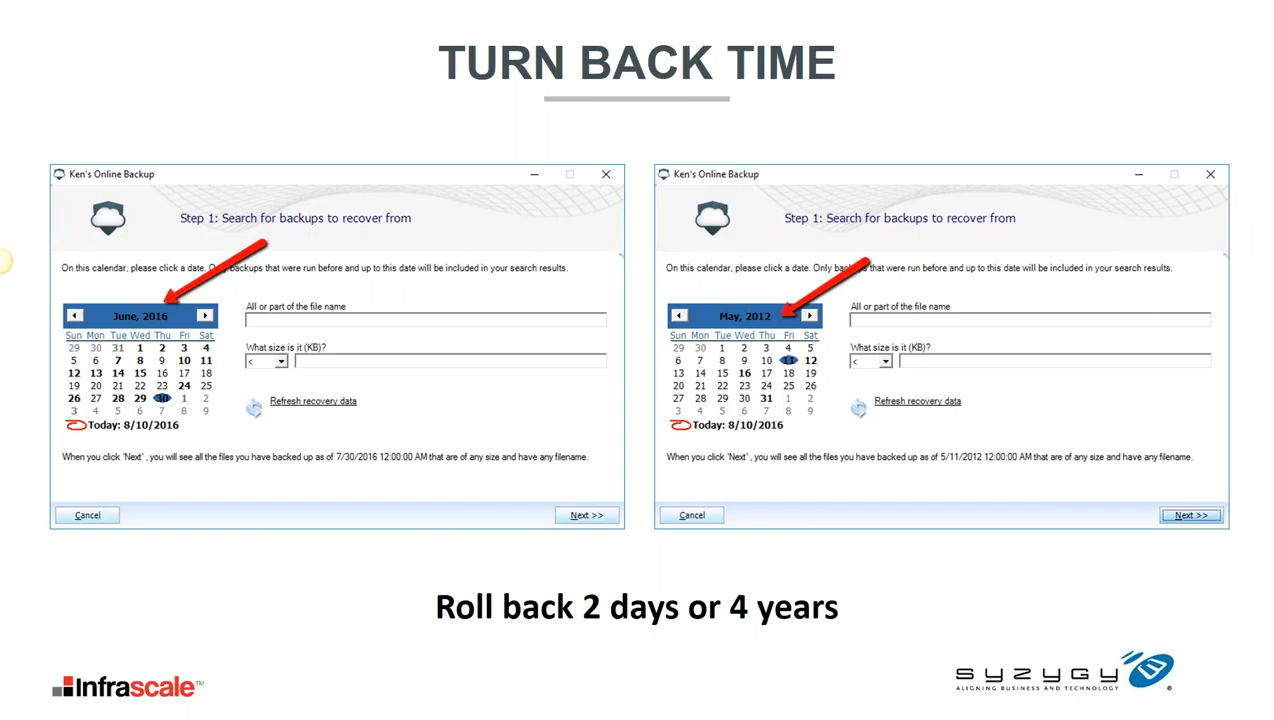 TURN BACK TIME
Ken's Online Backup
Step 1: Search for backups to recover from
On this calendar, please click a date. Only backups that were run before and up to this date will be included in your search results.
June, 2016
Sun Mon Tue Wed Thu Fri Sat
29 30 31 1 2 3 4
5 6 7 8 9 10 11
12 13 14 15 16 17 18
19 20 21 22 23 24 25
26 27 28 29 30 1 2
3 4 5 6 7 8 9
Today: 8/10/2016
All or part of the file name
What size is it (KB)?
<
Refresh recovery data
When you click 'Next' , you will see all the files you have backed up as of 7/30/2016 12:00:00 AM that are of any size and have any filename.
Cancel
Next >>
Ken's Online Backup
Step 1: Search for backups to recover from
On this calendar, please click a date. Only backups that were run before and up to this date will be included in your search results.
May, 2012
Sun Mon Tue Wed Thu Fri Sat
29 30 1 2 3 4 5
6 7 8 9 10 11 12
13 14 15 16 17 18 19
20 21 22 23 24 25 26
27 28 29 30 31 1 2
3 4 5 6 7 8 9
Today: 8/10/2016
All or part of the file name
What size is it (KB)?
<
Refresh recovery data
When you click 'Next' , you will see all the files you have backed up as of 5/11/2012 12:00:00 AM that are of any size and have any filename.
Cancel
Next >>
Roll back 2 days or 4 years
Infrascale™
SYZYGY
ALIGNING BUSINESS AND TECHNOLOGY ®